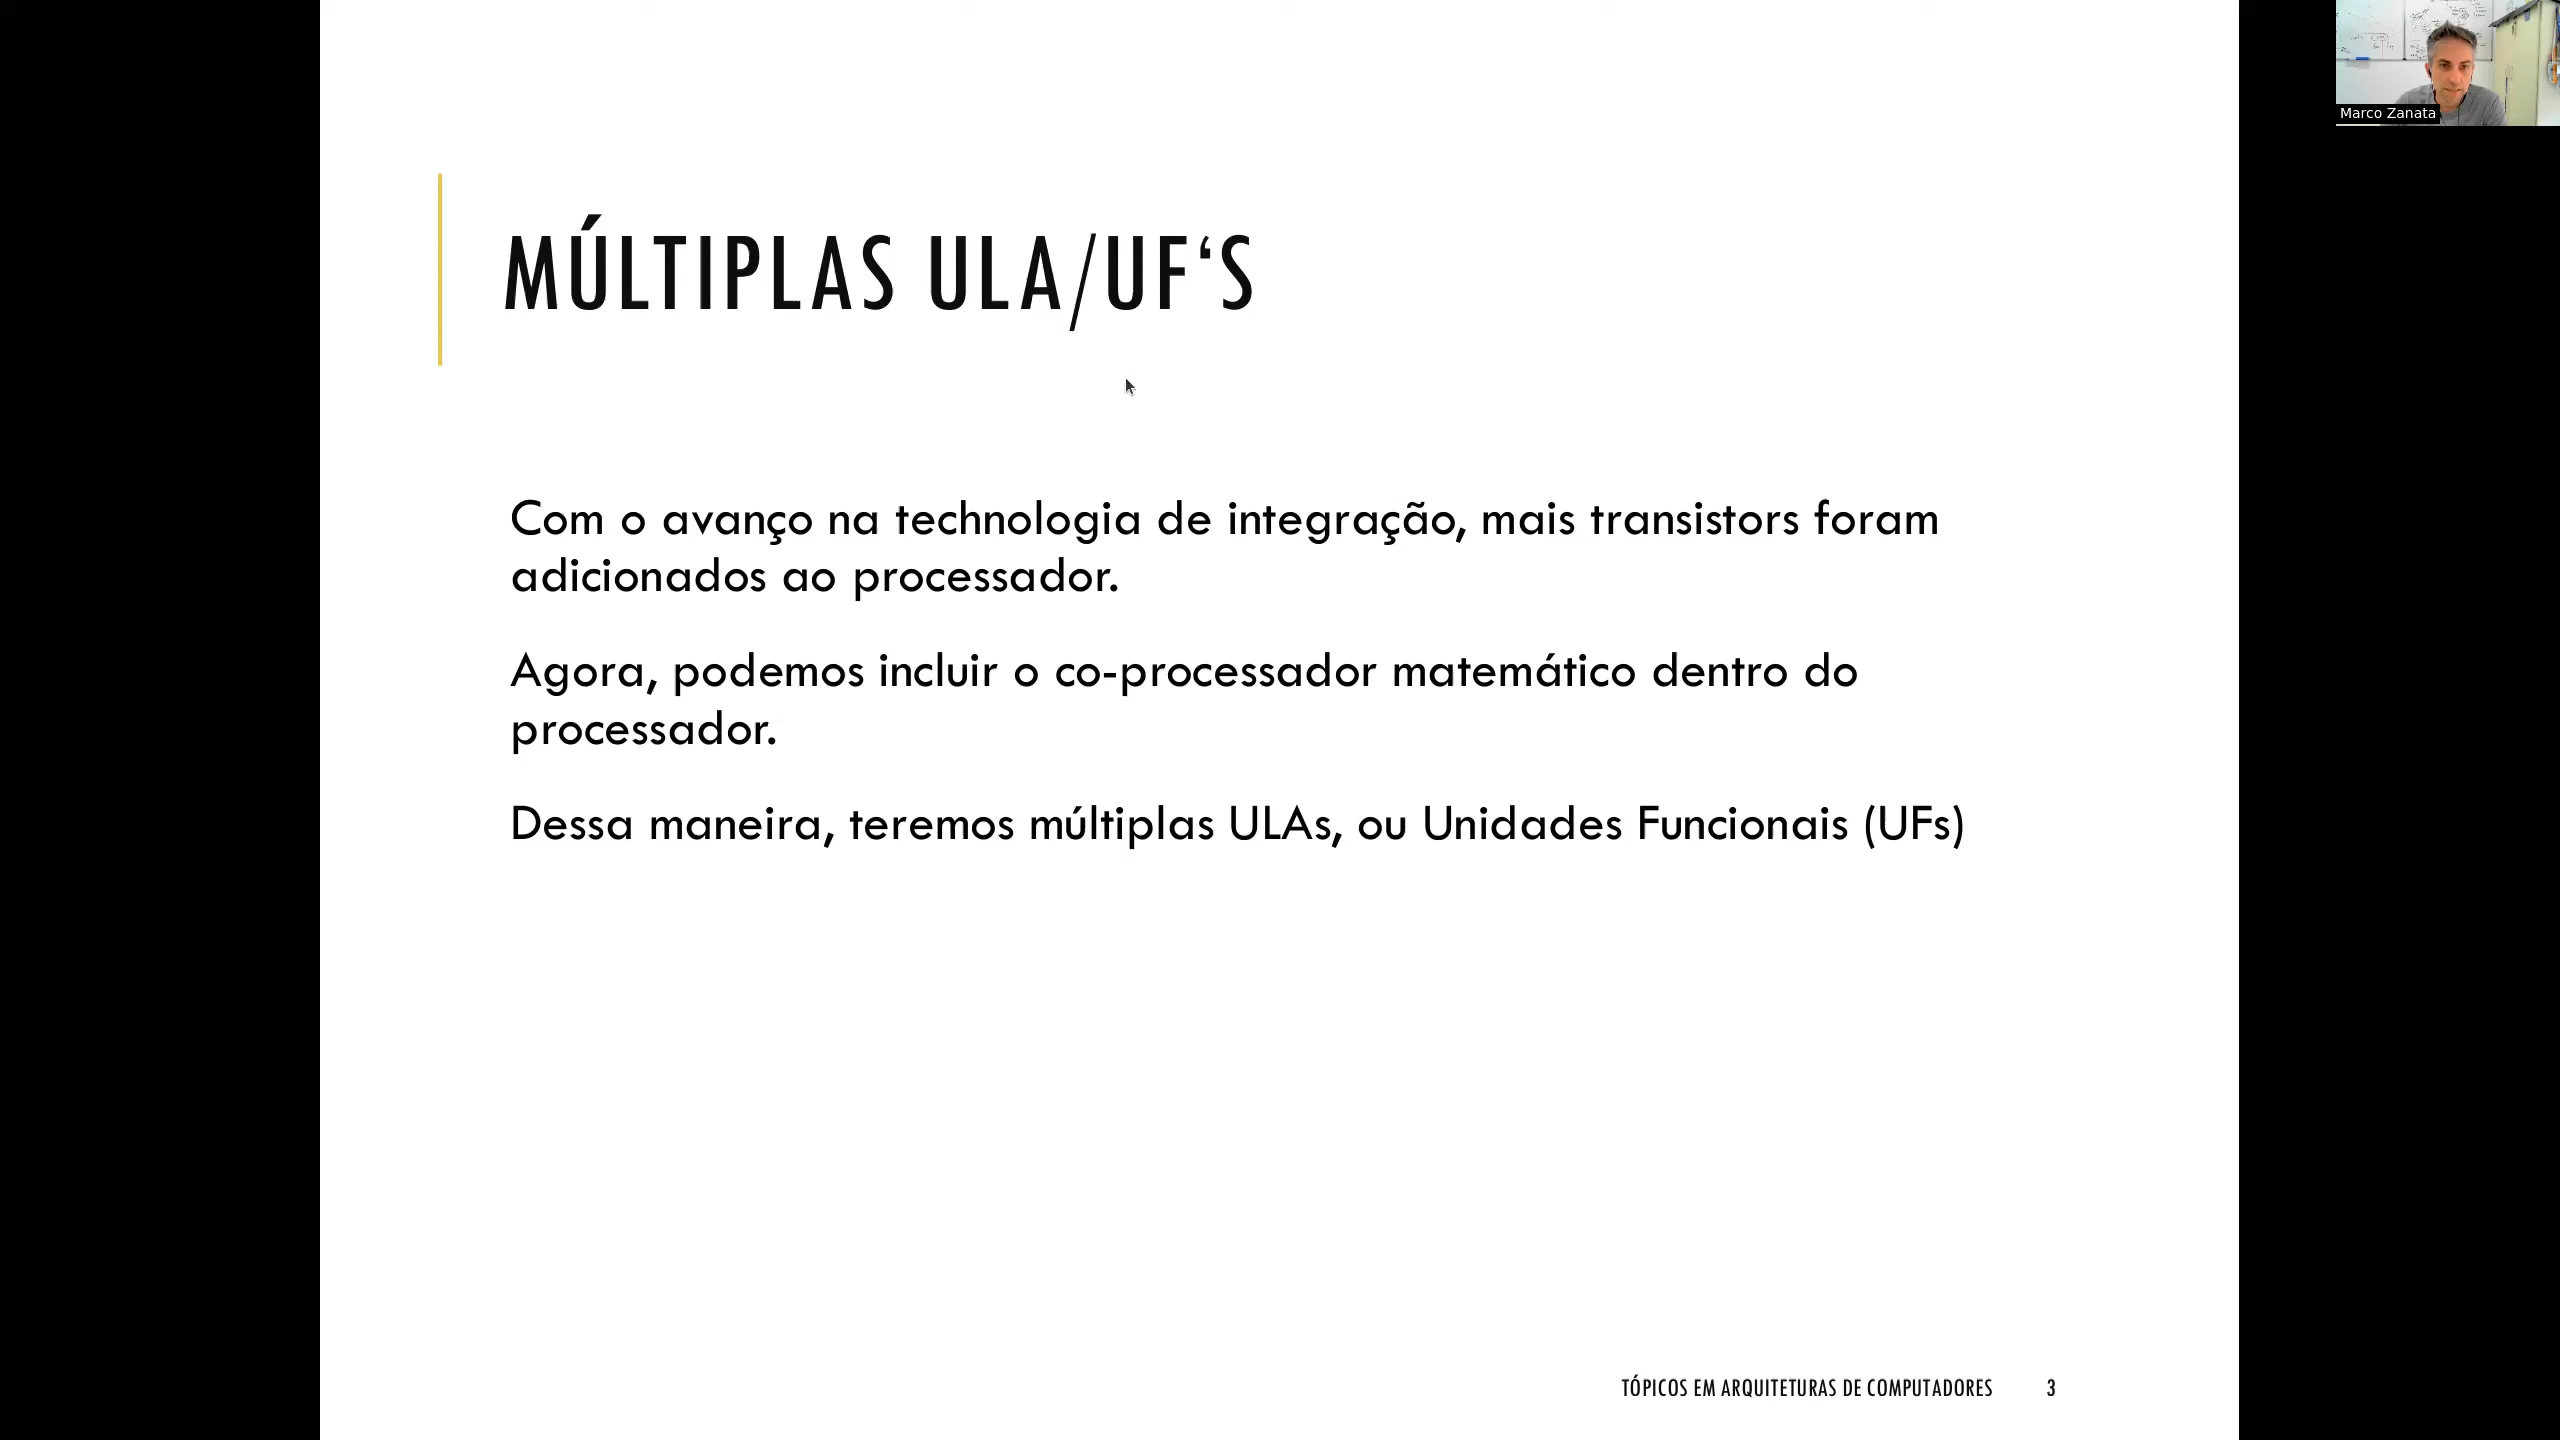 Marco Zanata
MÚLTIPLAS ULA/UF‘S
Com o avanço na technologia de integração, mais transistors foram
adicionados ao processador.
Agora, podemos incluir o co-processador matemático dentro do
processador.
Dessa maneira, teremos múltiplas ULAs, ou Unidades Funcionais (UFs)
TÓPICOS EM ARQUITETURAS DE COMPUTADORES 3